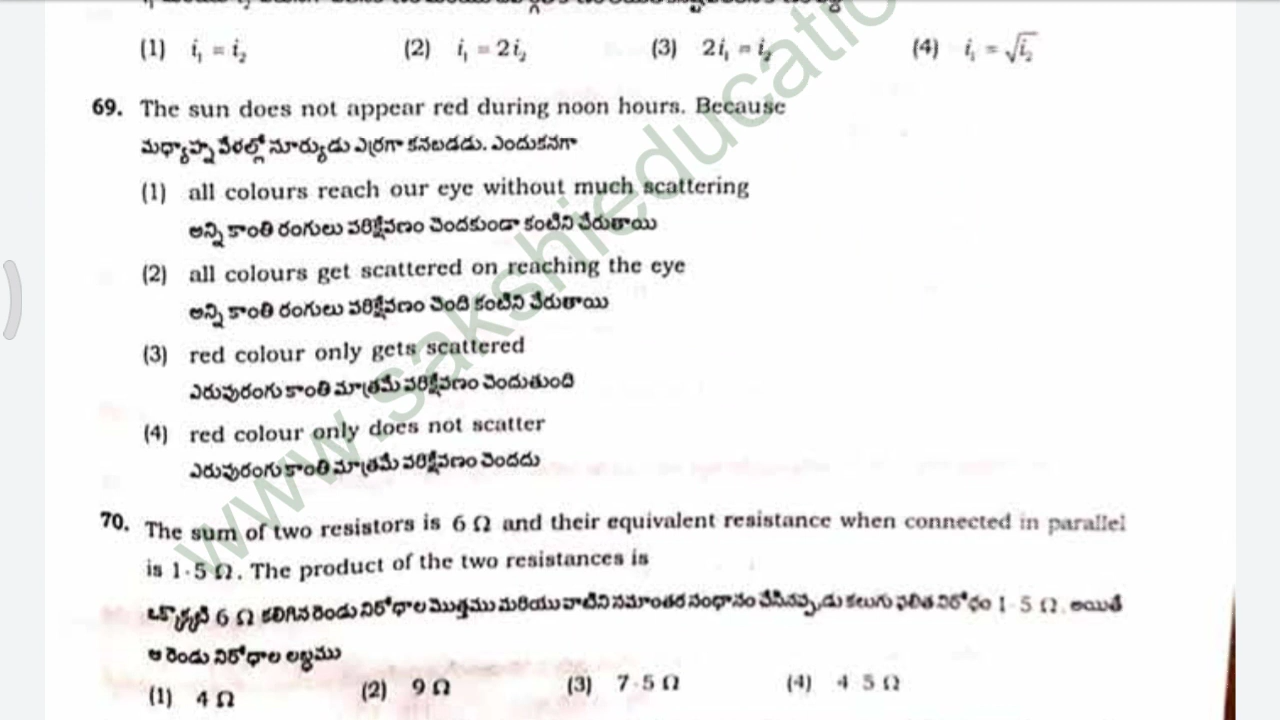 (1) i₁ = i₂ (2) i₁ = 2i₂ (3) 2i₁ = i₂ (4) i₁ = √i₂
69. The sun does not appear red during noon hours. Because
మధ్యాహ్న వేళల్లో సూర్యుడు ఎర్రగా కనబడడు. ఎందుకనగా
(1) all colours reach our eye without much scattering
అన్ని కాంతి రంగులు పరిక్షేపణం చెందకుండా కంటిని చేరుతాయి
(2) all colours get scattered on reaching the eye
అన్ని కాంతి రంగులు పరిక్షేపణం చెంది కంటిని చేరుతాయి
(3) red colour only gets scattered
ఎరుపురంగు కాంతి మాత్రమే పరిక్షేపణం చెందుతుంది
(4) red colour only does not scatter
ఎరుపురంగు కాంతి మాత్రమే పరిక్షేపణం చెందదు
70. The sum of two resistors is 6 Ω and their equivalent resistance when connected in parallel
is 1·5 Ω. The product of the two resistances is
ఒక్కొక్కటి 6 Ω కలిగిన రెండు నిరోధాల మొత్తము మరియు వాటిని సమాంతర సంధానం చేసినప్పుడు కలుగు ఫలిత నిరోధం 1·5 Ω. అయితే
ఆ రెండు నిరోధాల లబ్ధము
(1) 4 Ω (2) 9 Ω (3) 7·5 Ω (4) 4 5 Ω
www.sakshieducatio